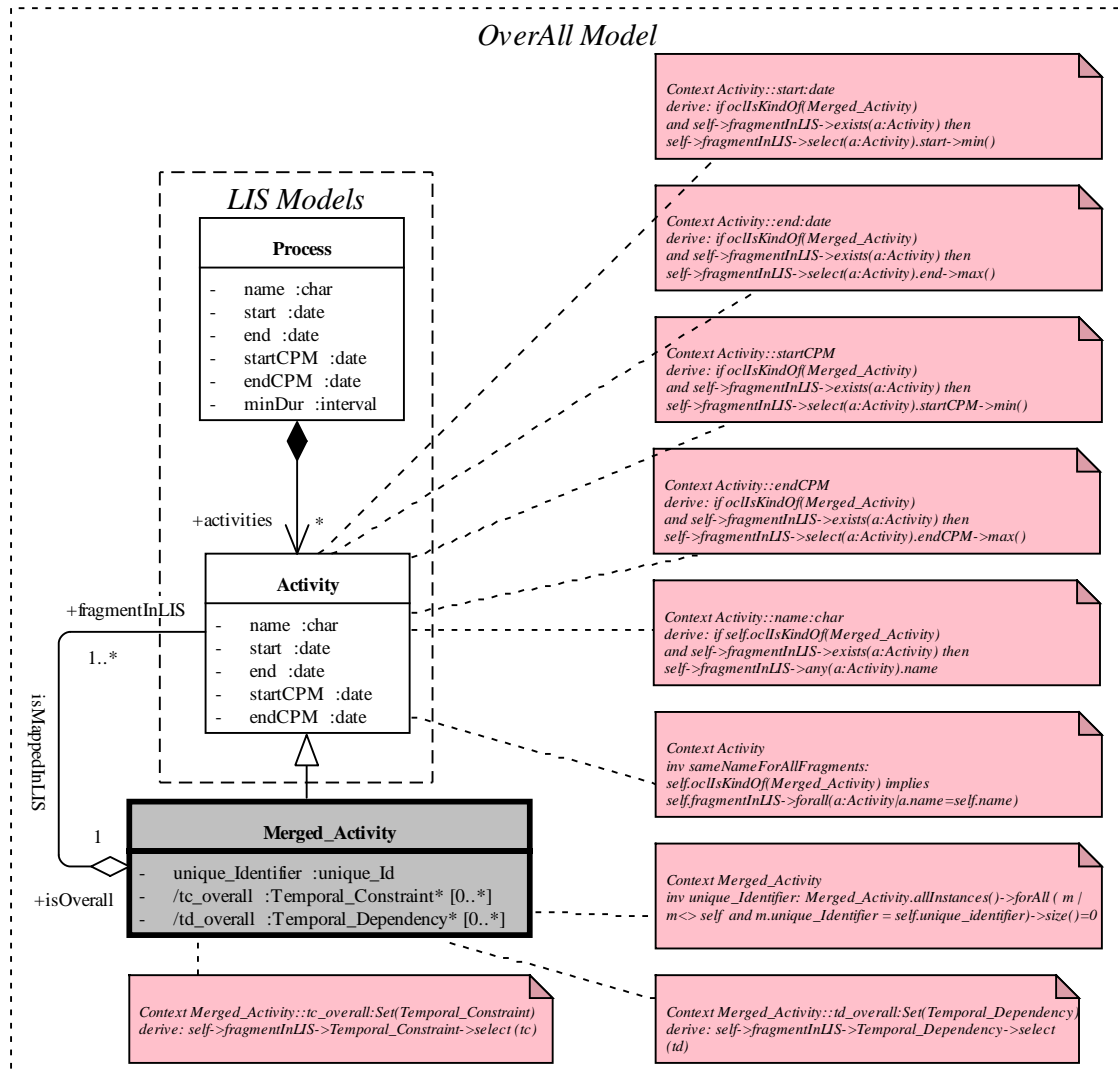 OverAll Model
Context Activity::start:date
derive: if oclIsKindOf(Merged_Activity)
and self->fragmentInLIS->exists(a:Activity) then
self->fragmentInLIS->select(a:Activity).start->min()
LIS Models
Process
- name :char
- start :date
- end :date
- startCPM :date
- endCPM :date
- minDur :interval
Context Activity::end:date
derive: if oclIsKindOf(Merged_Activity)
and self->fragmentInLIS->exists(a:Activity) then
self->fragmentInLIS->select(a:Activity).end->max()
Context Activity::startCPM
derive: if oclIsKindOf(Merged_Activity)
and self->fragmentInLIS->exists(a:Activity) then
self->fragmentInLIS->select(a:Activity).startCPM->min()
Context Activity::endCPM
derive: if oclIsKindOf(Merged_Activity)
and self->fragmentInLIS->exists(a:Activity) then
self->fragmentInLIS->select(a:Activity).endCPM->max()
+activities
*
Activity
- name :char
- start :date
- end :date
- startCPM :date
- endCPM :date
+fragmentInLIS
1..*
isMappedInLIS
Context Activity::name:char
derive: if self.oclIsKindOf(Merged_Activity)
and self->fragmentInLIS->exists(a:Activity) then
self->fragmentInLIS->any(a:Activity).name
Context Activity
inv sameNameForAllFragments:
self.oclIsKindOf(Merged_Activity) implies
self.fragmentInLIS->forall(a:Activity|a.name=self.name)
1
+isOverall
Merged_Activity
- unique_Identifier :unique_Id
- /tc_overall :Temporal_Constraint* [0..*]
- /td_overall :Temporal_Dependency* [0..*]
Context Merged_Activity
inv unique_Identifier: Merged_Activity.allInstances()->forAll ( m |
m<> self and m.unique_Identifier = self.unique_identifier)->size()=0
Context Merged_Activity::tc_overall:Set(Temporal_Constraint)
derive: self->fragmentInLIS->Temporal_Constraint->select (tc)
Context Merged_Activity::td_overall:Set(Temporal_Dependency)
derive: self->fragmentInLIS->Temporal_Dependency->select
(td)